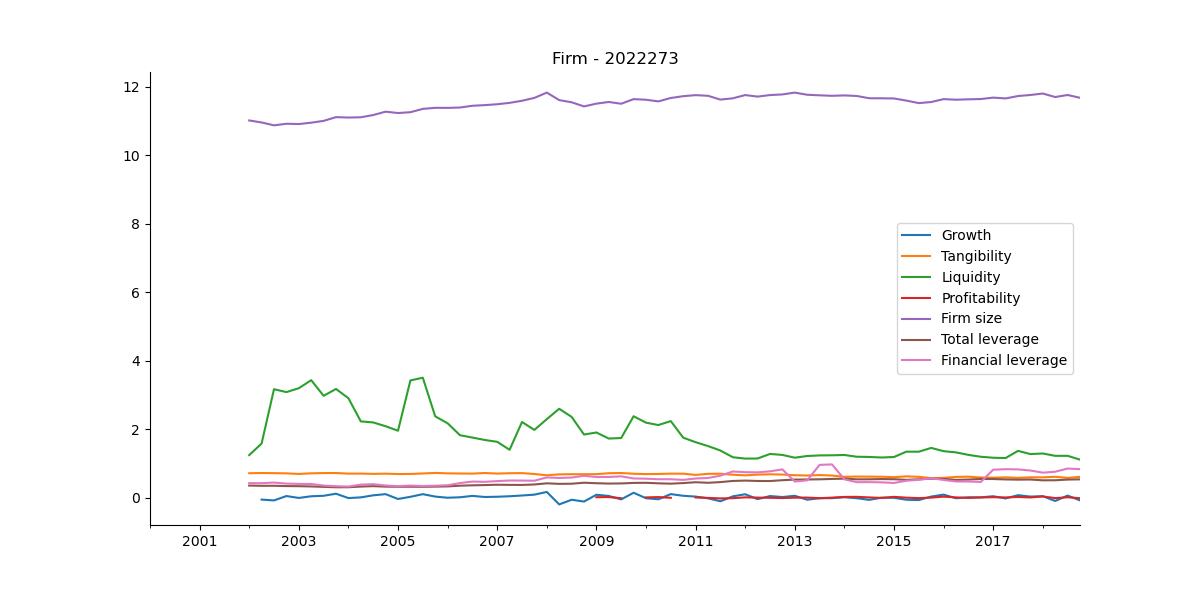 Firm - 2022273
12
10
8
6
4
2
0
Growth
Tangibility
Liquidity
Profitability
Firm size
Total leverage
Financial leverage
2001 2003 2005 2007 2009 2011 2013 2015 2017